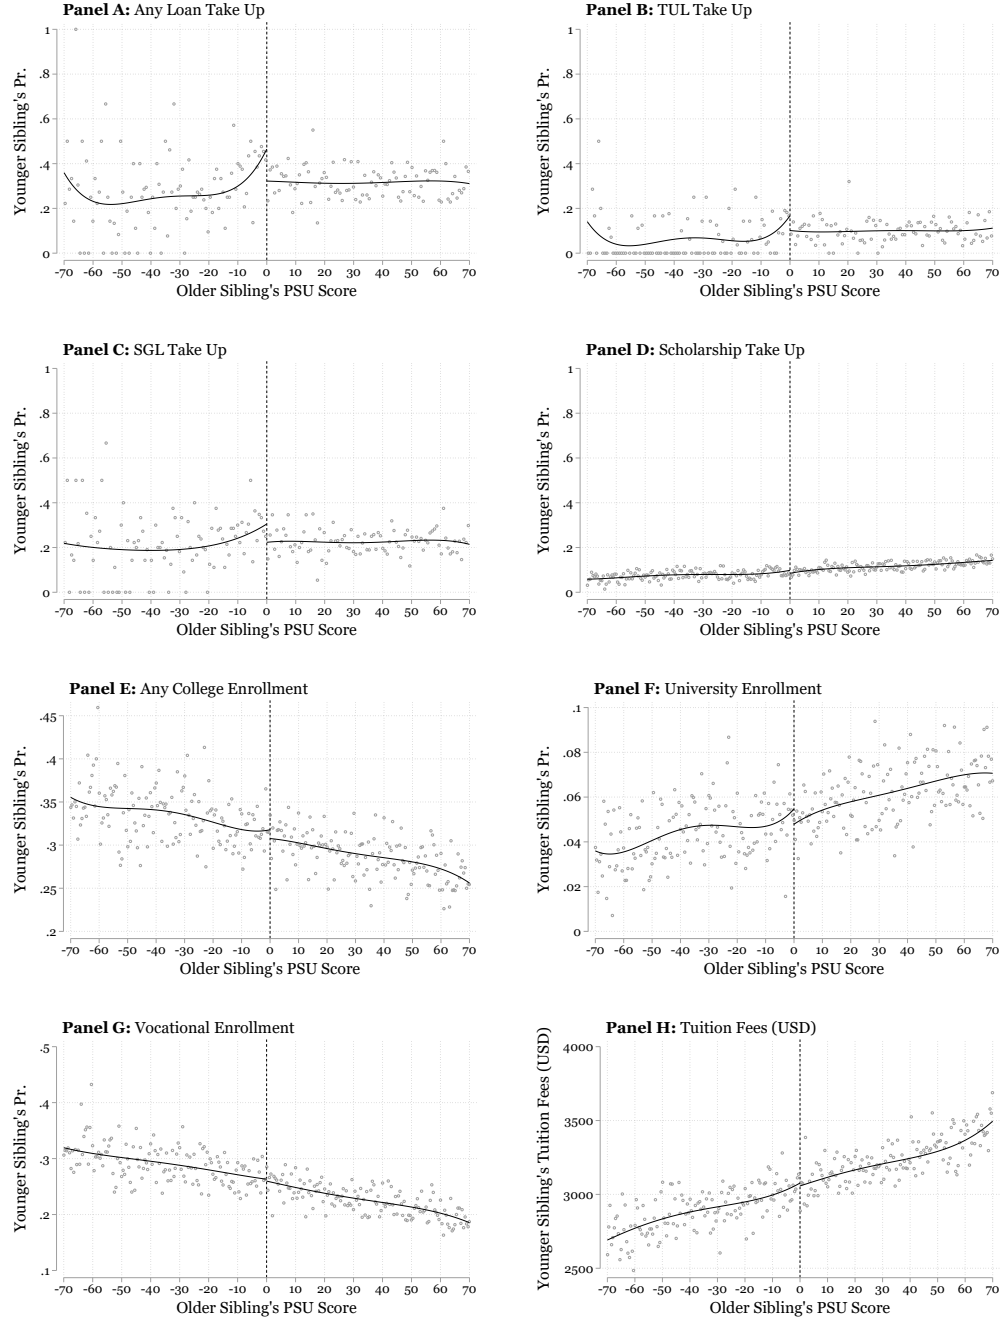 Panel A: Any Loan Take Up
Younger Sibling's Pr.
1
.8
.6
.4
.2
0
-70 -60 -50 -40 -30 -20 -10 0 10 20 30 40 50 60 70
Older Sibling's PSU Score
Panel B: TUL Take Up
Younger Sibling's Pr.
1
.8
.6
.4
.2
0
-70 -60 -50 -40 -30 -20 -10 0 10 20 30 40 50 60 70
Older Sibling's PSU Score
Panel C: SGL Take Up
Younger Sibling's Pr.
1
.8
.6
.4
.2
0
-70 -60 -50 -40 -30 -20 -10 0 10 20 30 40 50 60 70
Older Sibling's PSU Score
Panel D: Scholarship Take Up
Younger Sibling's Pr.
1
.8
.6
.4
.2
0
-70 -60 -50 -40 -30 -20 -10 0 10 20 30 40 50 60 70
Older Sibling's PSU Score
Panel E: Any College Enrollment
Younger Sibling's Pr.
.45
.4
.35
.3
.25
.2
-70 -60 -50 -40 -30 -20 -10 0 10 20 30 40 50 60 70
Older Sibling's PSU Score
Panel F: University Enrollment
Younger Sibling's Pr.
.1
.08
.06
.04
.02
0
-70 -60 -50 -40 -30 -20 -10 0 10 20 30 40 50 60 70
Older Sibling's PSU Score
Panel G: Vocational Enrollment
Younger Sibling's Pr.
.5
.4
.3
.2
.1
-70 -60 -50 -40 -30 -20 -10 0 10 20 30 40 50 60 70
Older Sibling's PSU Score
Panel H: Tuition Fees (USD)
Younger Sibling's Tuition Fees (USD)
4000
3500
3000
2500
-70 -60 -50 -40 -30 -20 -10 0 10 20 30 40 50 60 70
Older Sibling's PSU Score